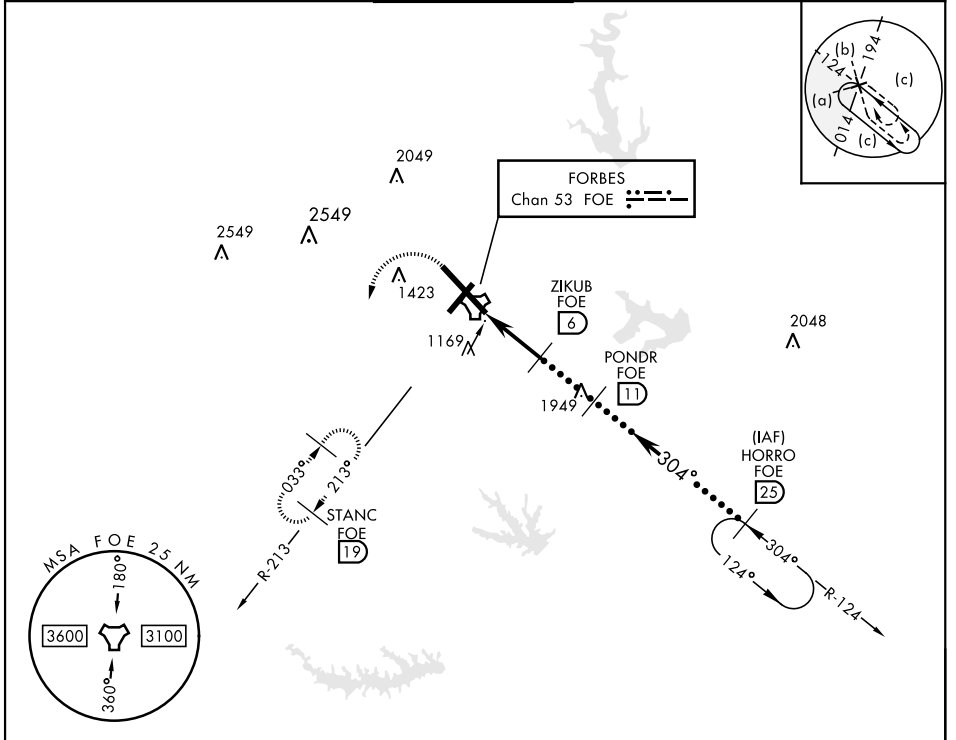 (b)
194
124
(c)
(a)
014
(c)
2049
FORBES
Chan 53 FOE
2549
2549
1423
ZIKUB
FOE
6
1169
2048
PONDR
FOE
11
1949
(IAF)
HORRO
FOE
25
304°
033°
213°
STANC
FOE
19
304°
124°
R-213
R-124
MSA FOE 25 NM
180°
3600
3100
360°